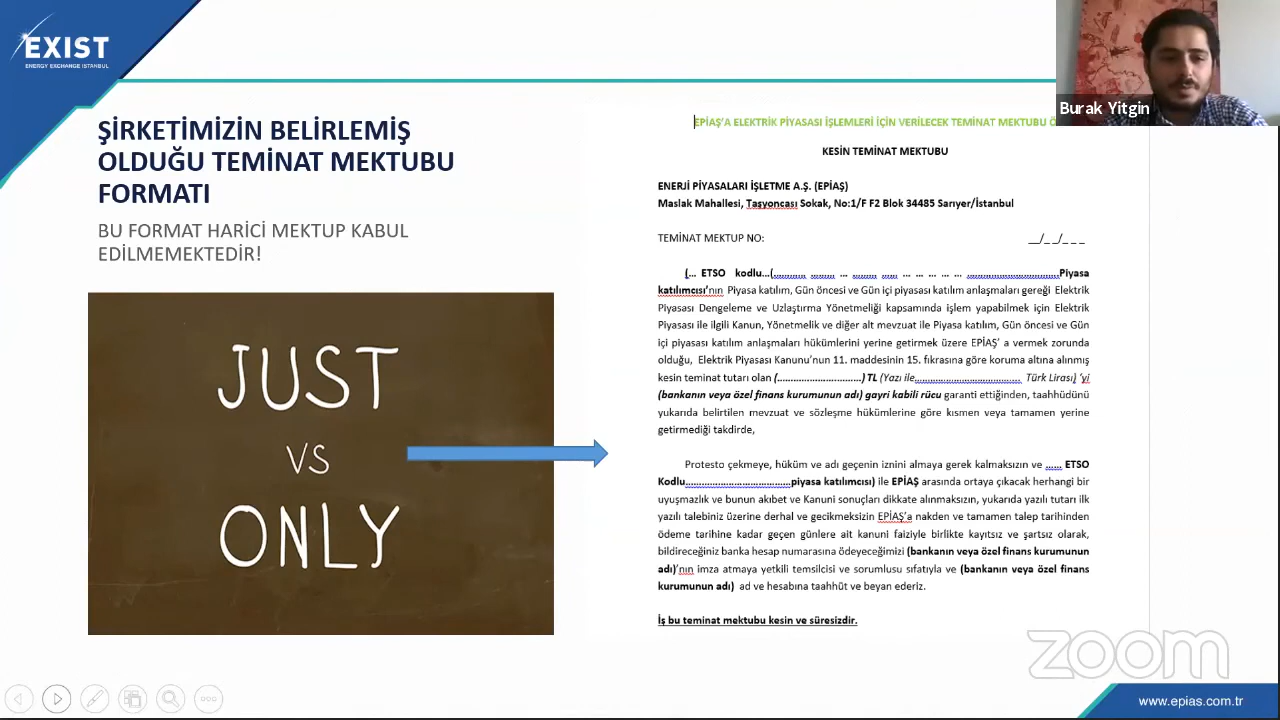 EXIST
ENERGY EXCHANGE ISTANBUL
Burak Yitgin
ŞİRKETİMİZİN BELİRLEMİŞ
OLDUĞU TEMİNAT MEKTUBU
FORMATI
BU FORMAT HARİCİ MEKTUP KABUL
EDİLMEMEKTEDİR!
JUST
VS
ONLY
EPİAŞ'A ELEKTRİK PİYASASI İŞLEMLERİ İÇİN VERİLECEK TEMİNAT MEKTUBU
KESİN TEMİNAT MEKTUBU
ENERJİ PİYASALARI İŞLETME A.Ş. (EPİAŞ)
Maslak Mahallesi, Taşyoncası Sokak, No:1/F F2 Blok 34485 Sarıyer/İstanbul
TEMİNAT MEKTUP NO: __/_ _/_ _ _
(… ETSO kodlu…(………… ……… … ……… …… … … … … … ……………………………Piyasa
katılımcısı'nın Piyasa katılım, Gün öncesi ve Gün içi piyasası katılım anlaşmaları gereği Elektrik
Piyasası Dengeleme ve Uzlaştırma Yönetmeliği kapsamında işlem yapabilmek için Elektrik
Piyasası ile ilgili Kanun, Yönetmelik ve diğer alt mevzuat ile Piyasa katılım, Gün öncesi ve Gün
içi piyasası katılım anlaşmaları hükümlerini yerine getirmek üzere EPİAŞ' a vermek zorunda
olduğu, Elektrik Piyasası Kanunu'nun 11. maddesinin 15. fıkrasına göre koruma altına alınmış
kesin teminat tutarı olan (…………………………) TL (Yazı ile………………………………… Türk Lirası) 'yi
(bankanın veya özel finans kurumunun adı) gayri kabili rücu garanti ettiğinden, taahhüdünü
yukarıda belirtilen mevzuat ve sözleşme hükümlerine göre kısmen veya tamamen yerine
getirmediği takdirde,
Protesto çekmeye, hüküm ve adı geçenin iznini almaya gerek kalmaksızın ve …… ETSO
Kodlu…………………………………piyasa katılımcısı) ile EPİAŞ arasında ortaya çıkacak herhangi bir
uyuşmazlık ve bunun akıbet ve Kanuni sonuçları dikkate alınmaksızın, yukarıda yazılı tutarı ilk
yazılı talebiniz üzerine derhal ve gecikmeksizin EPİAŞ'a nakden ve tamamen talep tarihinden
ödeme tarihine kadar geçen günlere ait kanuni faiziyle birlikte kayıtsız ve şartsız olarak,
bildireceğiniz banka hesap numarasına ödeyeceğimizi (bankanın veya özel finans kurumunun
adı)'nın imza atmaya yetkili temsilcisi ve sorumlusu sıfatıyla ve (bankanın veya özel finans
kurumunun adı) ad ve hesabına taahhüt ve beyan ederiz.
İş bu teminat mektubu kesin ve süresizdir.
zoom
www.epias.com.tr